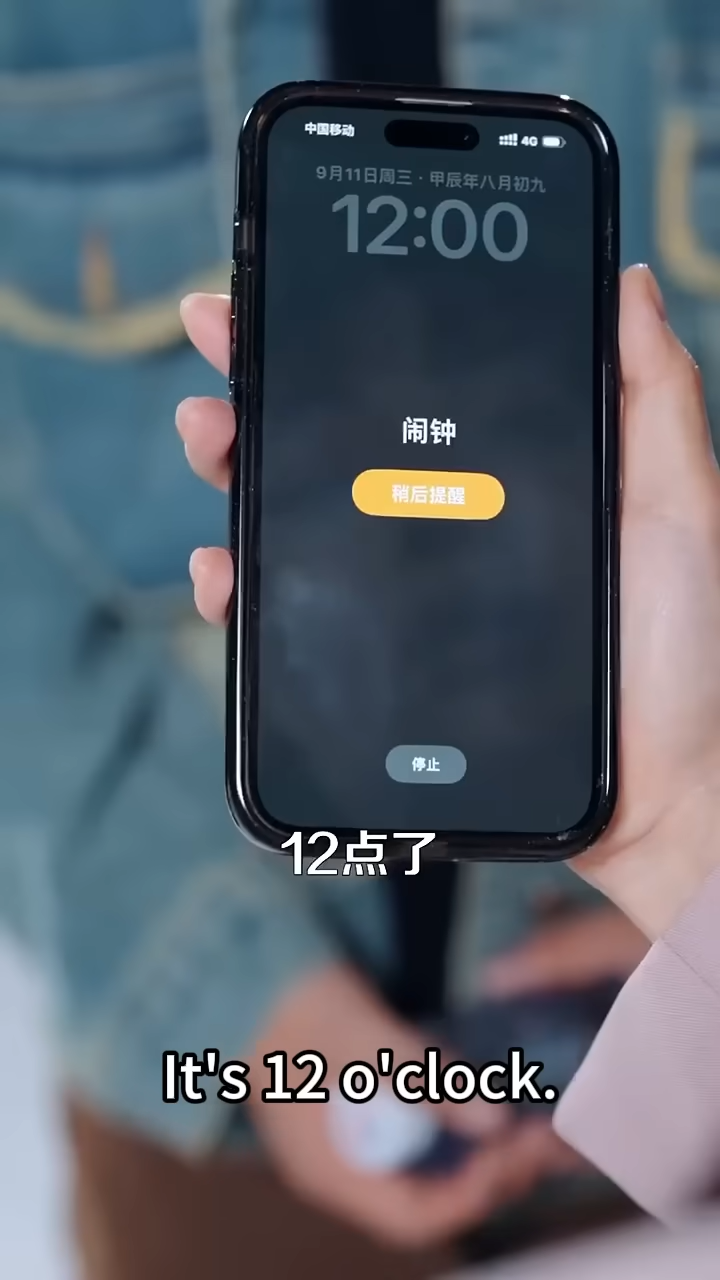 中国移动 4G
9月11日周三 · 甲辰年八月初九
12:00
闹钟
稍后提醒
停止
12点了
It's 12 o'clock.